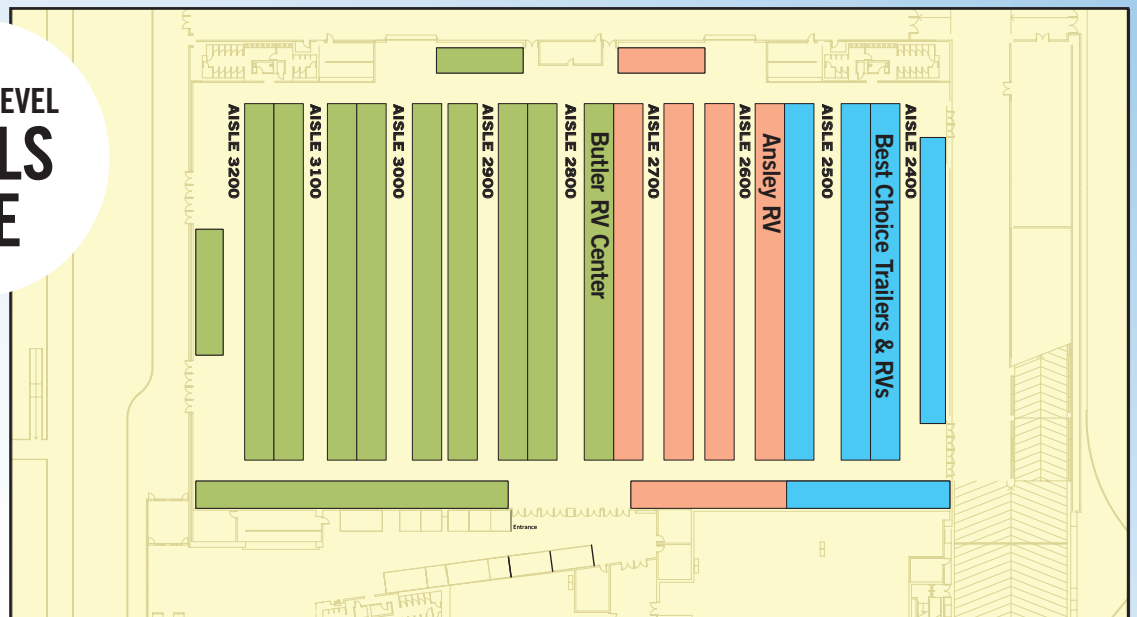 EVEL
LS
E
AISLE 3200
AISLE 3100
AISLE 3000
AISLE 2900
AISLE 2800
Butler RV Center
AISLE 2700
AISLE 2600
Ansley RV
AISLE 2500
Best Choice Trailers & RVs
AISLE 2400
Entrance